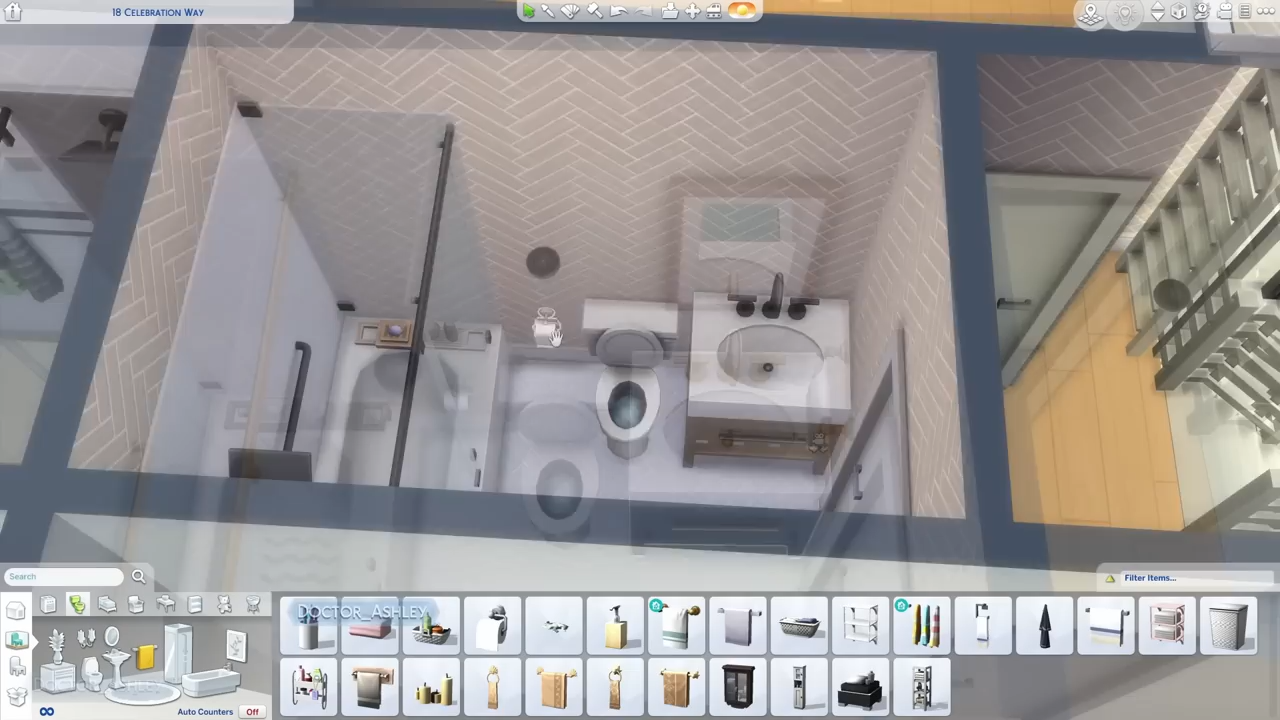 18 Celebration Way
Search
Filter Items...
Doctor_Ashley
Auto Counters Off